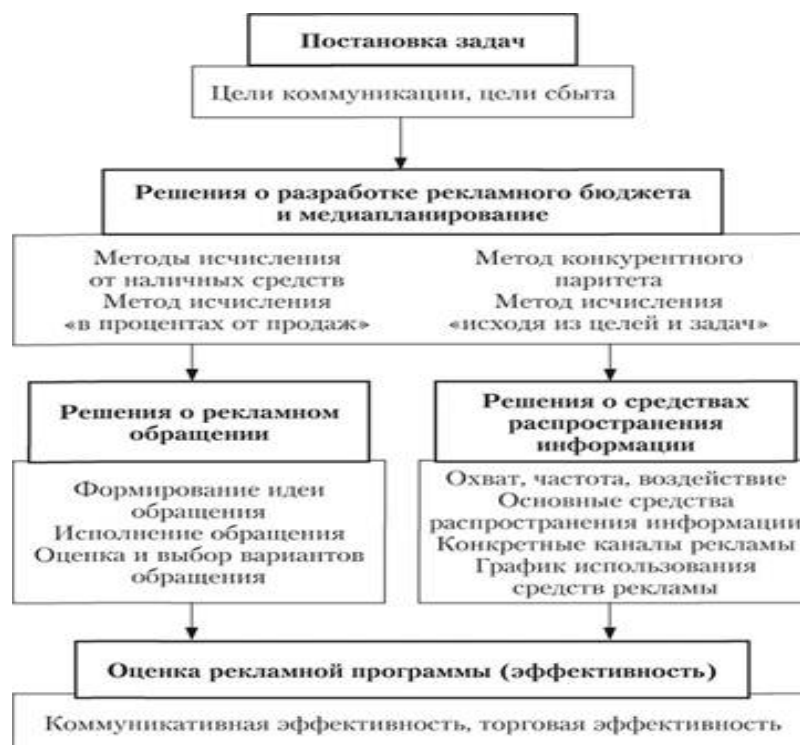 Постановка задач
Цели коммуникации, цели сбыта
Решения о разработке рекламного бюджета
и медиапланирование
Методы исчисления
от наличных средств
Метод исчисления
«в процентах от продаж»
Метод конкурентного
паритета
Метод исчисления
«исходя из целей и задач»
Решения о рекламном
обращении
Формирование идеи
обращения
Исполнение обращения
Оценка и выбор вариантов
обращения
Решения о средствах
распространения
информации
Охват, частота, воздействие
Основные средства
распространения информации
Конкретные каналы рекламы
График использования
средств рекламы
Оценка рекламной программы (эффективность)
Коммуникативная эффективность, торговая эффективность